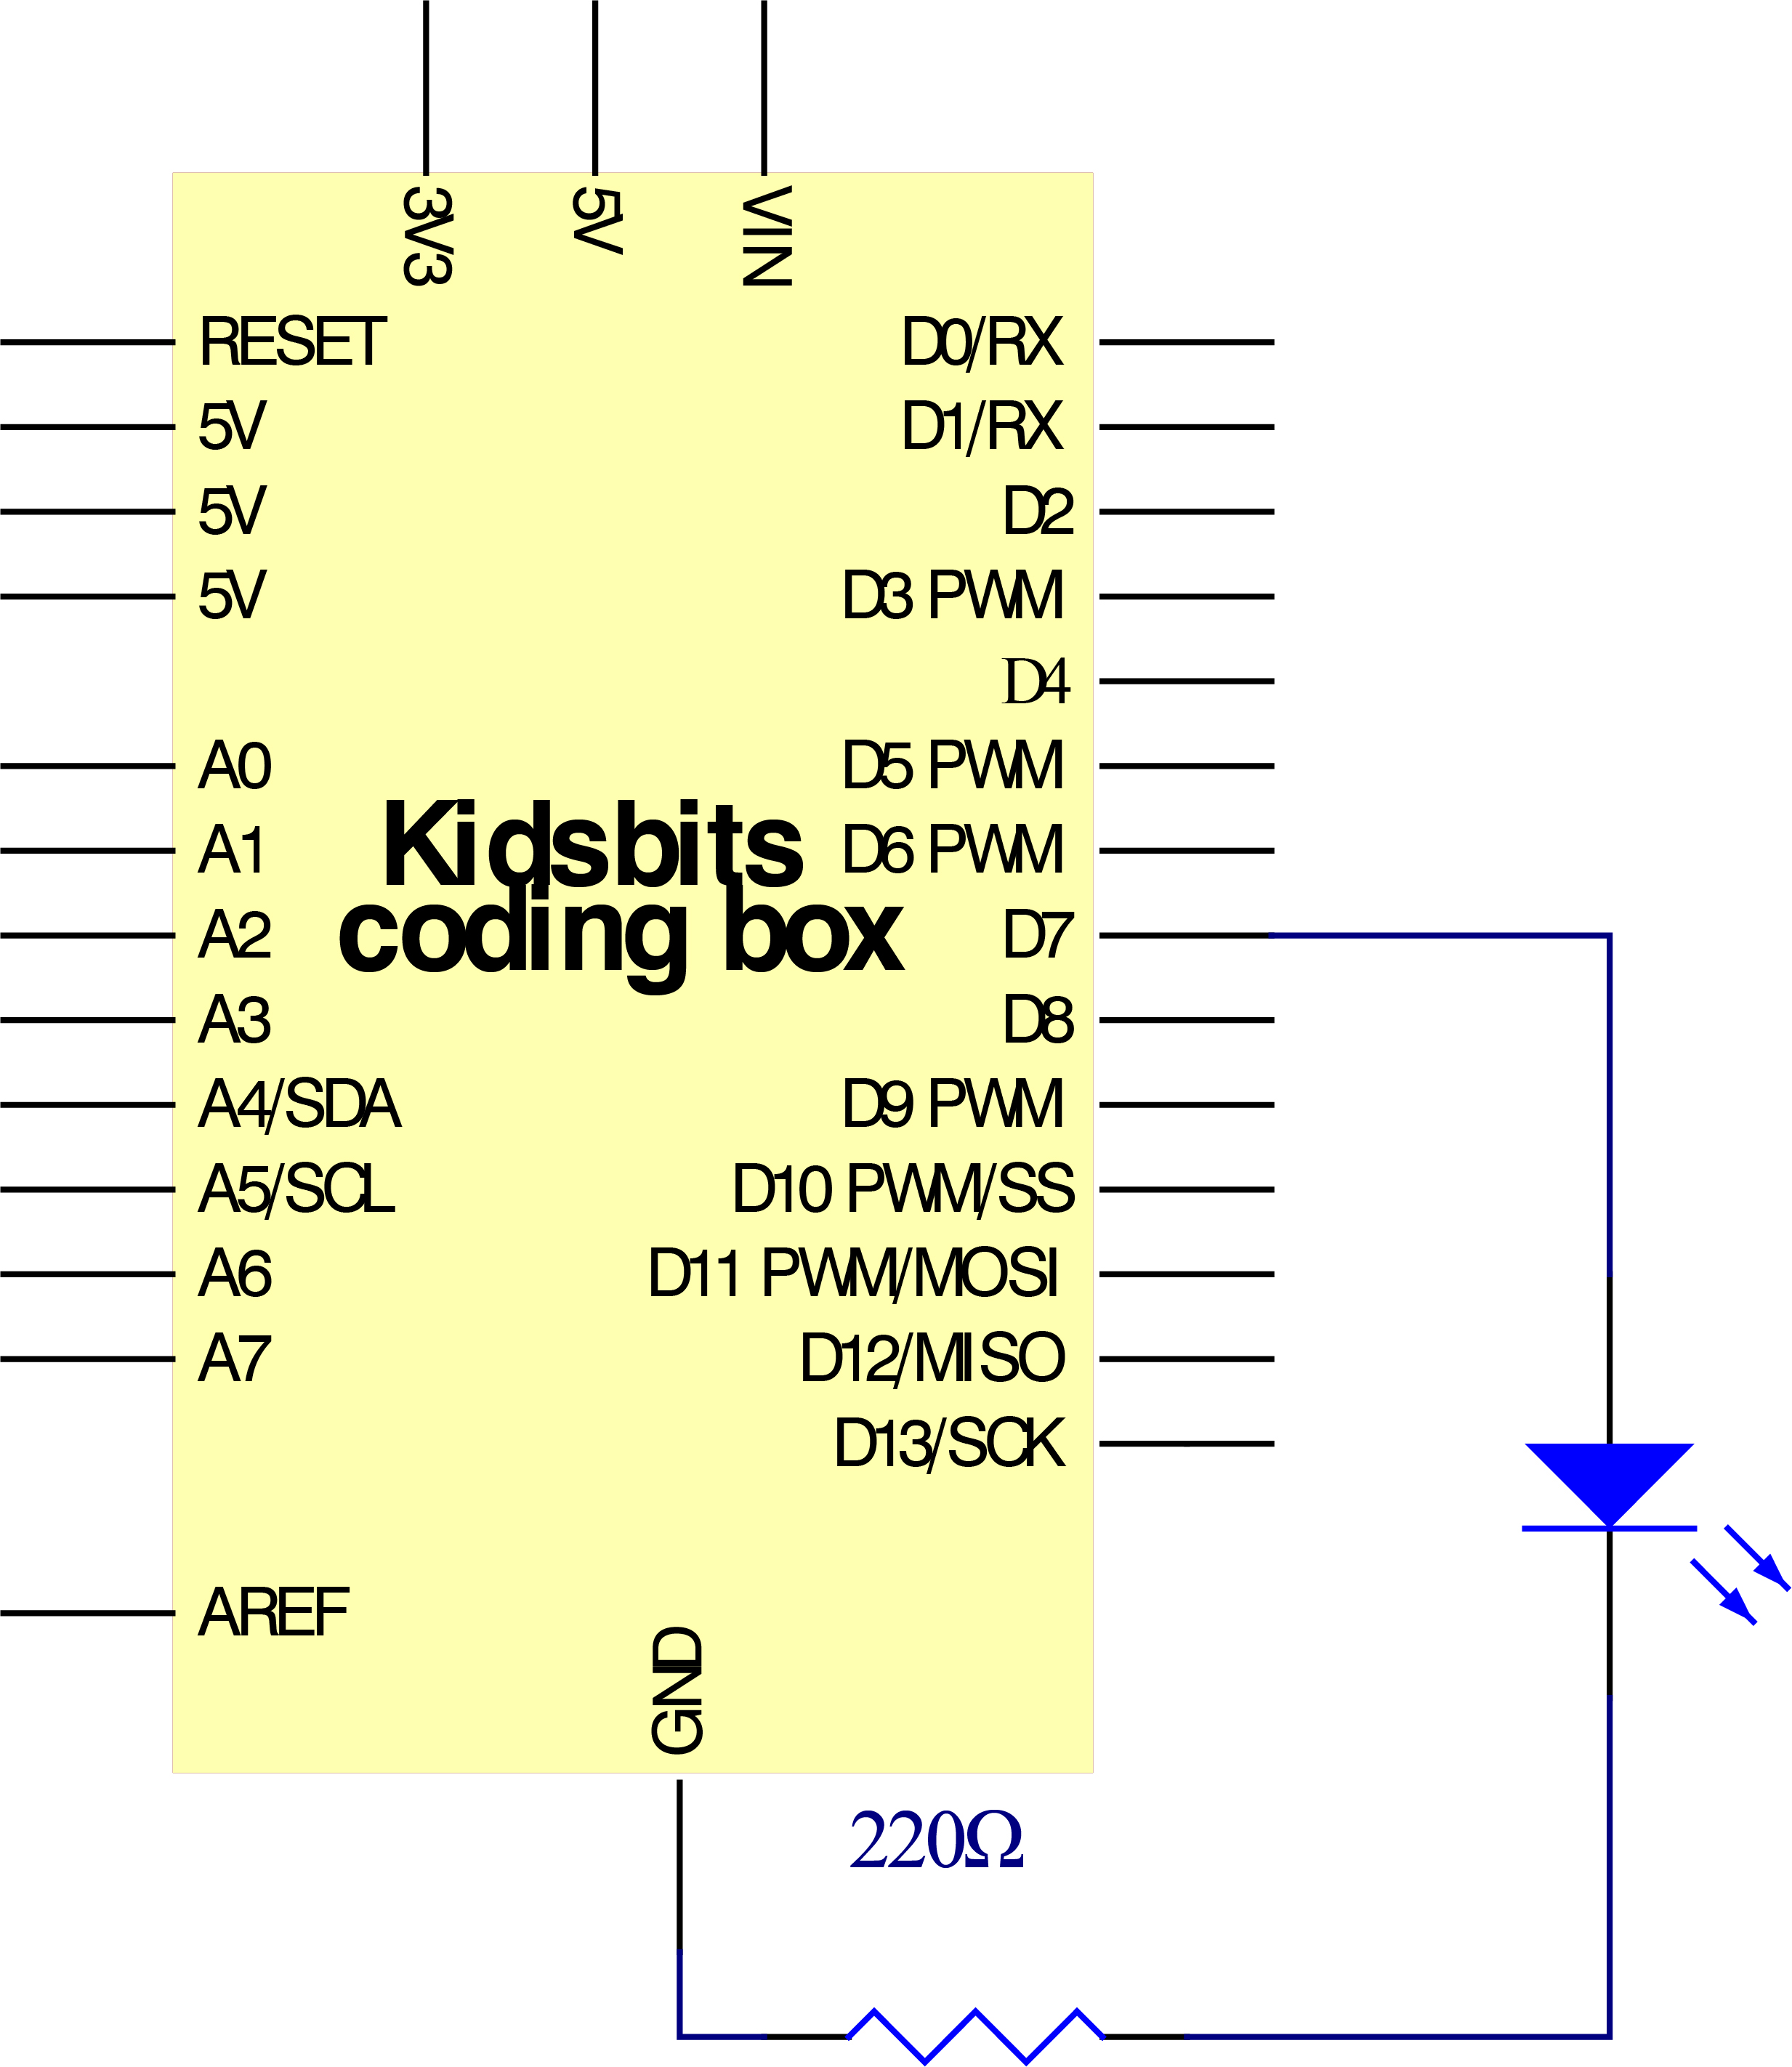 3V3
5V
VIN
RESET
5V
5V
5V
A0
A1
A2
A3
A4/SDA
A5/SCL
A6
A7
AREF
Kidsbits
coding box
D0/RX
D1/RX
D2
D3 PWM
D4
D5 PWM
D6 PWM
D7
D8
D9 PWM
D10 PWM/SS
D11 PWM/MOSI
D12/MISO
D13/SCK
GND
220Ω